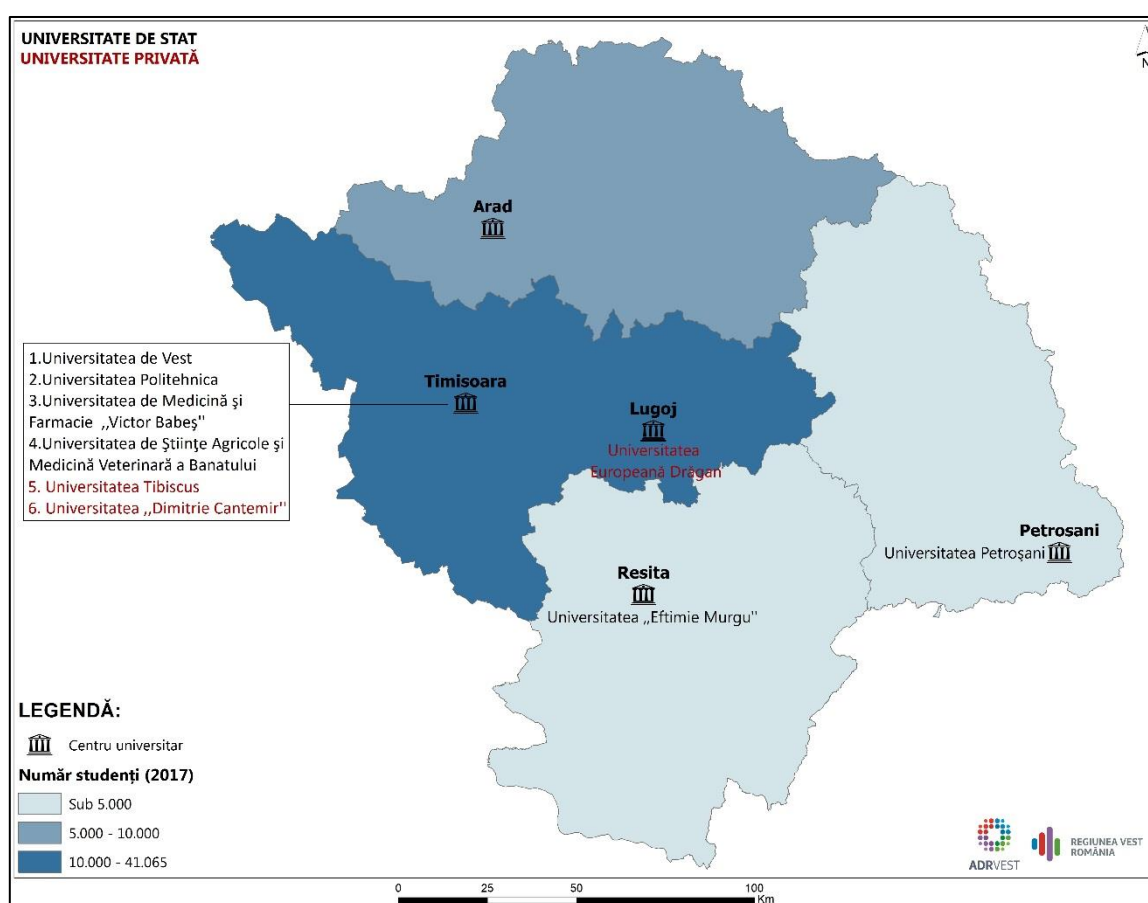 UNIVERSITATE DE STAT
UNIVERSITATE PRIVATĂ
N
Arad
1.Universitatea de Vest
2.Universitatea Politehnica
3.Universitatea de Medicină şi
Farmacie ,,Victor Babeş"
4.Universitatea de Ştiinţe Agricole şi
Medicină Veterinară a Banatului
5. Universitatea Tibiscus
6. Universitatea ,,Dimitrie Cantemir"
Timisoara
Lugoj
Universitatea
Europeană Drăgan
Petrosani
Universitatea Petroşani
Resita
Universitatea ,,Eftimie Murgu"
LEGENDĂ:
Centru universitar
Număr studenți (2017)
Sub 5.000
5.000 - 10.000
10.000 - 41.065
ADRVEST
REGIUNEA VEST
ROMÂNIA
0 25 50 100
Km